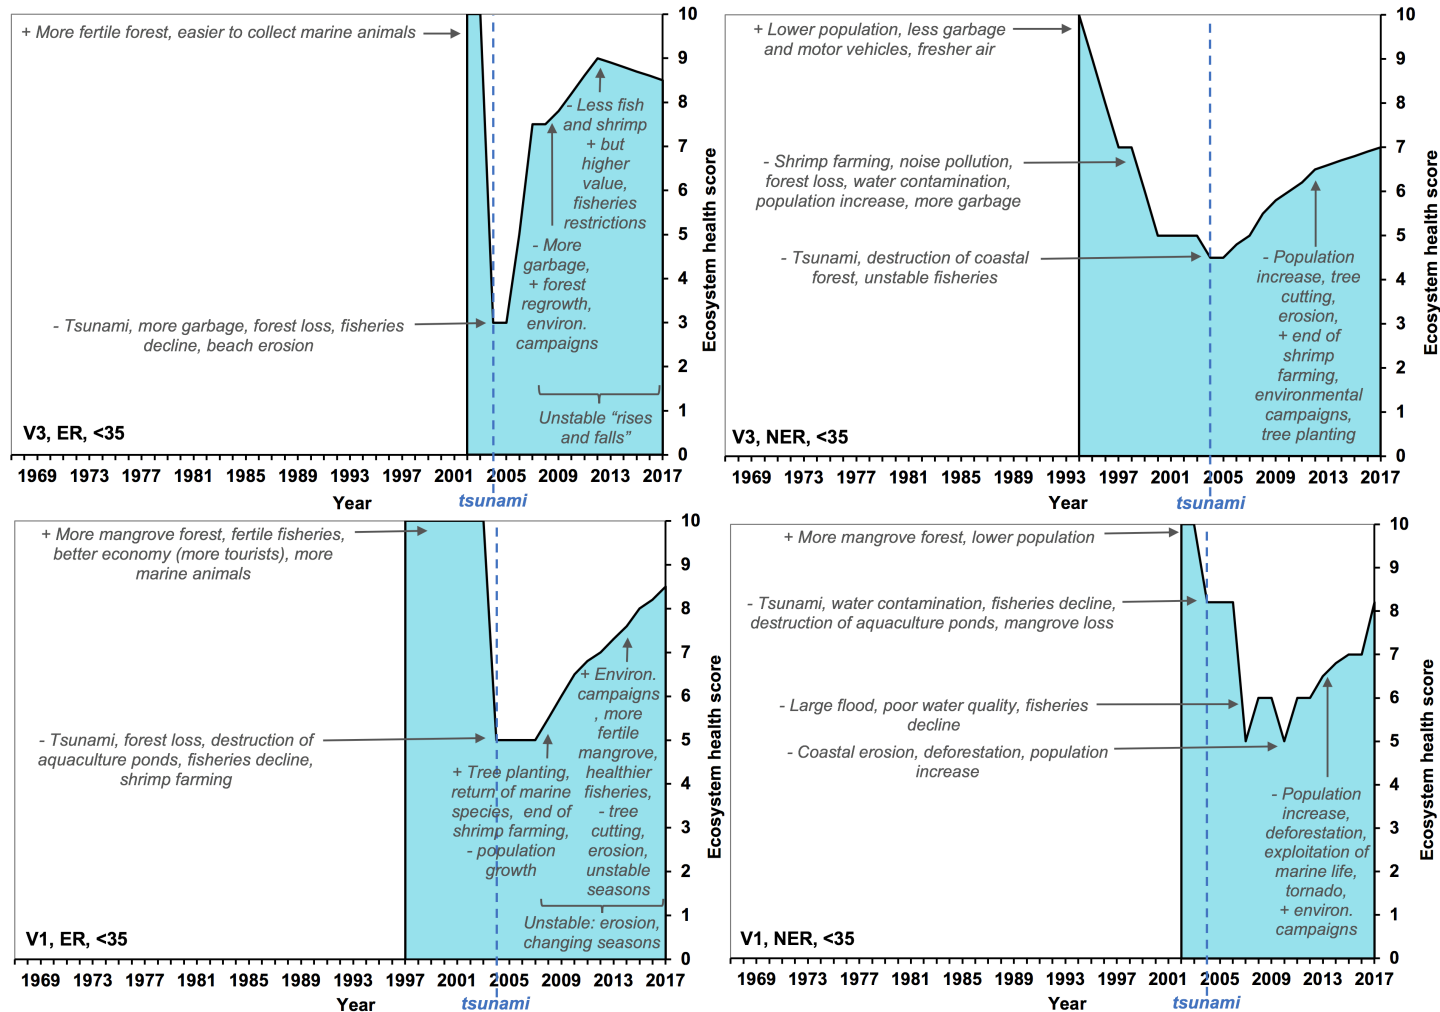 + More fertile forest, easier to collect marine animals
- Less fish
and shrimp
+ but
higher
value,
fisheries
restrictions
- More
garbage,
+ forest
regrowth,
environ.
campaigns
- Tsunami, more garbage, forest loss, fisheries
decline, beach erosion
Unstable “rises
and falls”
V3, ER, <35
10
9
8
7
6
5
4
3
2
1
0
Ecosystem health score
1969 1973 1977 1981 1985 1989 1993 1997 2001 2005 2009 2013 2017
Year
tsunami
+ Lower population, less garbage
and motor vehicles, fresher air
- Shrimp farming, noise pollution,
forest loss, water contamination,
population increase, more garbage
- Tsunami, destruction of coastal
forest, unstable fisheries
- Population
increase, tree
cutting,
erosion,
+ end of
shrimp
farming,
environmental
campaigns,
tree planting
V3, NER, <35
10
9
8
7
6
5
4
3
2
1
0
Ecosystem health score
1969 1973 1977 1981 1985 1989 1993 1997 2001 2005 2009 2013 2017
Year
tsunami
+ More mangrove forest, fertile fisheries,
better economy (more tourists), more
marine animals
- Tsunami, forest loss, destruction of
aquaculture ponds, fisheries decline,
shrimp farming
+ Tree planting,
return of marine
species, end of
shrimp farming,
- population
growth
+ Environ.
campaigns
, more
fertile
mangrove,
healthier
fisheries,
- tree
cutting,
erosion,
unstable
seasons
Unstable: erosion,
changing seasons
V1, ER, <35
10
9
8
7
6
5
4
3
2
1
0
Ecosystem health score
1969 1973 1977 1981 1985 1989 1993 1997 2001 2005 2009 2013 2017
Year
tsunami
+ More mangrove forest, lower population
- Tsunami, water contamination, fisheries decline,
destruction of aquaculture ponds, mangrove loss
- Large flood, poor water quality, fisheries
decline
- Coastal erosion, deforestation, population
increase
- Population
increase,
deforestation,
exploitation of
marine life,
tornado,
+ environ.
campaigns
V1, NER, <35
10
9
8
7
6
5
4
3
2
1
0
Ecosystem health score
1969 1973 1977 1981 1985 1989 1993 1997 2001 2005 2009 2013 2017
Year
tsunami